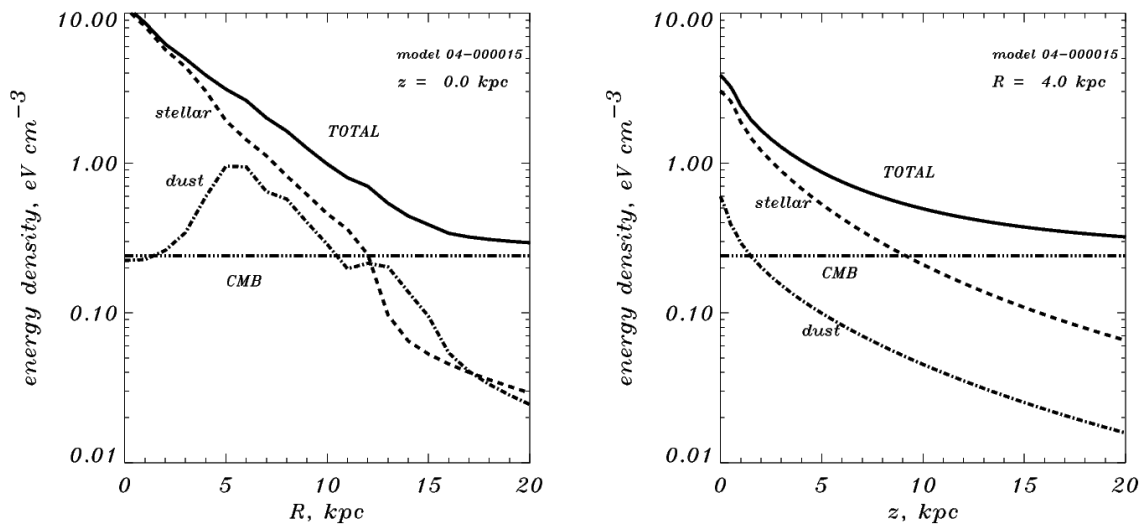 energy density, eV cm⁻³
10.00
1.00
0.10
0.01
model 04-000015
z = 0.0 kpc
stellar
TOTAL
dust
CMB
0 5 10 15 20
R, kpc
energy density, eV cm⁻³
10.00
1.00
0.10
0.01
model 04-000015
R = 4.0 kpc
TOTAL
stellar
CMB
dust
0 5 10 15 20
z, kpc